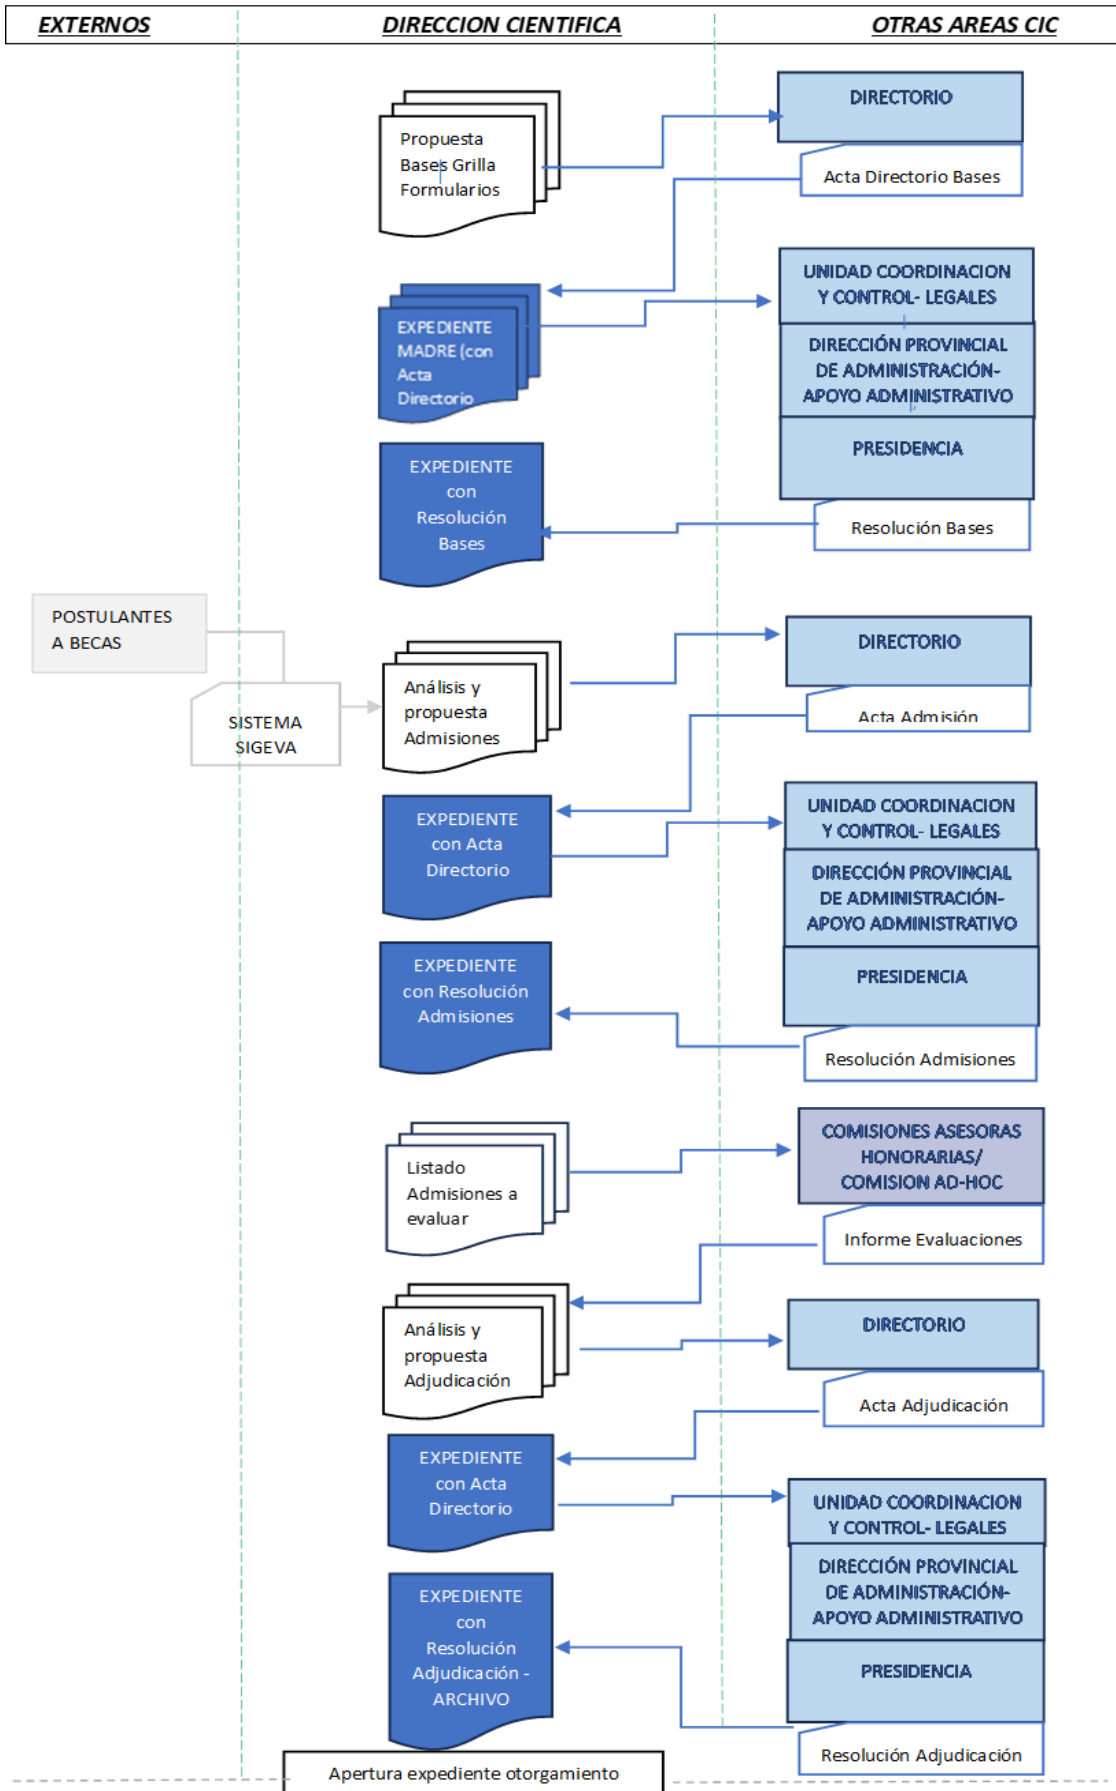 EXTERNOS
DIRECCION CIENTIFICA
OTRAS AREAS CIC
Propuesta
Bases Grilla
Formularios
DIRECTORIO
Acta Directorio Bases
EXPEDIENTE
MADRE (con
Acta
Directorio
UNIDAD COORDINACION
Y CONTROL- LEGALES
DIRECCIÓN PROVINCIAL
DE ADMINISTRACIÓN-
APOYO ADMINISTRATIVO
PRESIDENCIA
Resolución Bases
EXPEDIENTE
con
Resolución
Bases
POSTULANTES
A BECAS
SISTEMA
SIGEVA
Análisis y
propuesta
Admisiones
DIRECTORIO
Acta Admisión
EXPEDIENTE
con Acta
Directorio
UNIDAD COORDINACION
Y CONTROL- LEGALES
DIRECCIÓN PROVINCIAL
DE ADMINISTRACIÓN-
APOYO ADMINISTRATIVO
PRESIDENCIA
Resolución Admisiones
EXPEDIENTE
con Resolución
Admisiones
Listado
Admisiones a
evaluar
COMISIONES ASESORAS
HONORARIAS/
COMISION AD-HOC
Informe Evaluaciones
Análisis y
propuesta
Adjudicación
DIRECTORIO
Acta Adjudicación
EXPEDIENTE
con Acta
Directorio
UNIDAD COORDINACION
Y CONTROL- LEGALES
DIRECCIÓN PROVINCIAL
DE ADMINISTRACIÓN-
APOYO ADMINISTRATIVO
PRESIDENCIA
Resolución Adjudicación
EXPEDIENTE
con
Resolución
Adjudicación -
ARCHIVO
Apertura expediente otorgamiento